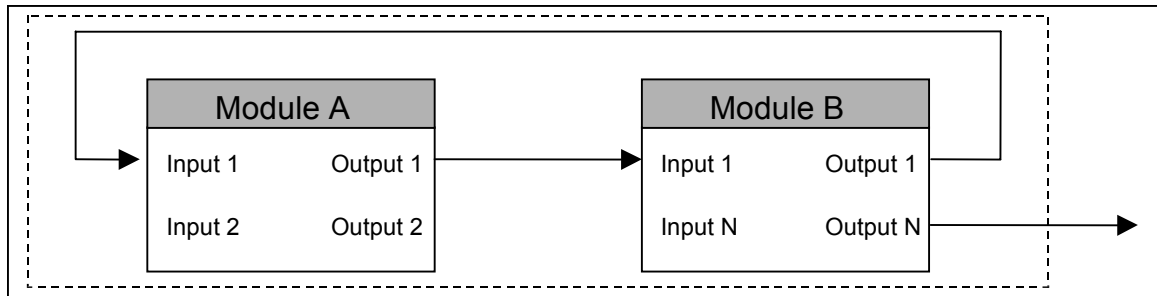 Module A
Input 1 Output 1
Input 2 Output 2
Module B
Input 1 Output 1
Input N Output N